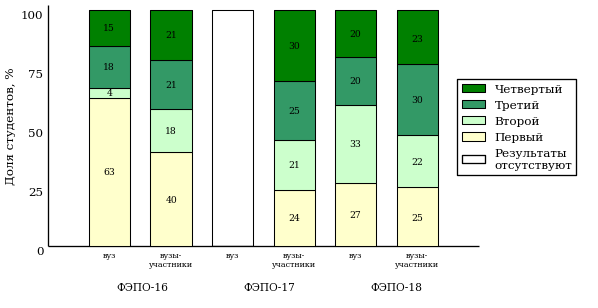 100
75
50
25
0
Доля студентов, %
15
18
4
63
21
21
18
40
30
25
21
24
20
20
33
27
23
30
22
25
вуз
вузы-
участники
вуз
вузы-
участники
вуз
вузы-
участники
ФЭПО-16
ФЭПО-17
ФЭПО-18
Четвертый
Третий
Второй
Первый
Результаты
отсутствуют